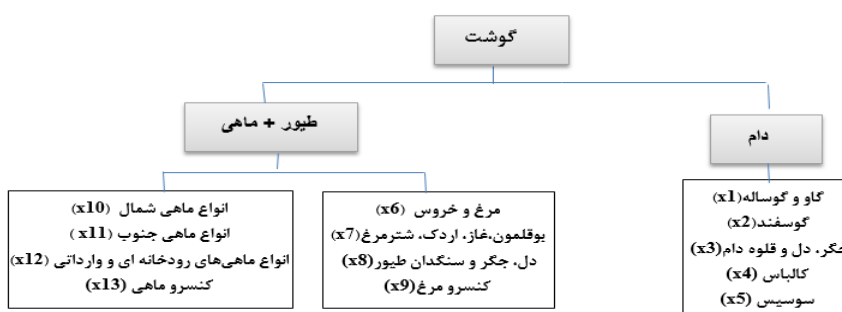 گوشت
دام
طیور + ماهی
گاو و گوساله(x1)
گوسفند(x2)
جگر، دل و قلوه دام(x3)
کالباس (x4)
سوسیس (x5)
مرغ و خروس (x6)
بوقلمون،غاز، اردک، شترمرغ(x7)
دل، جگر و سنگدان طیور(x8)
کنسرو مرغ(x9)
انواع ماهی شمال (x10)
انواع ماهی جنوب (x11)
انواع ماهی‌های رودخانه ای و وارداتی (x12)
کنسرو ماهی (x13)